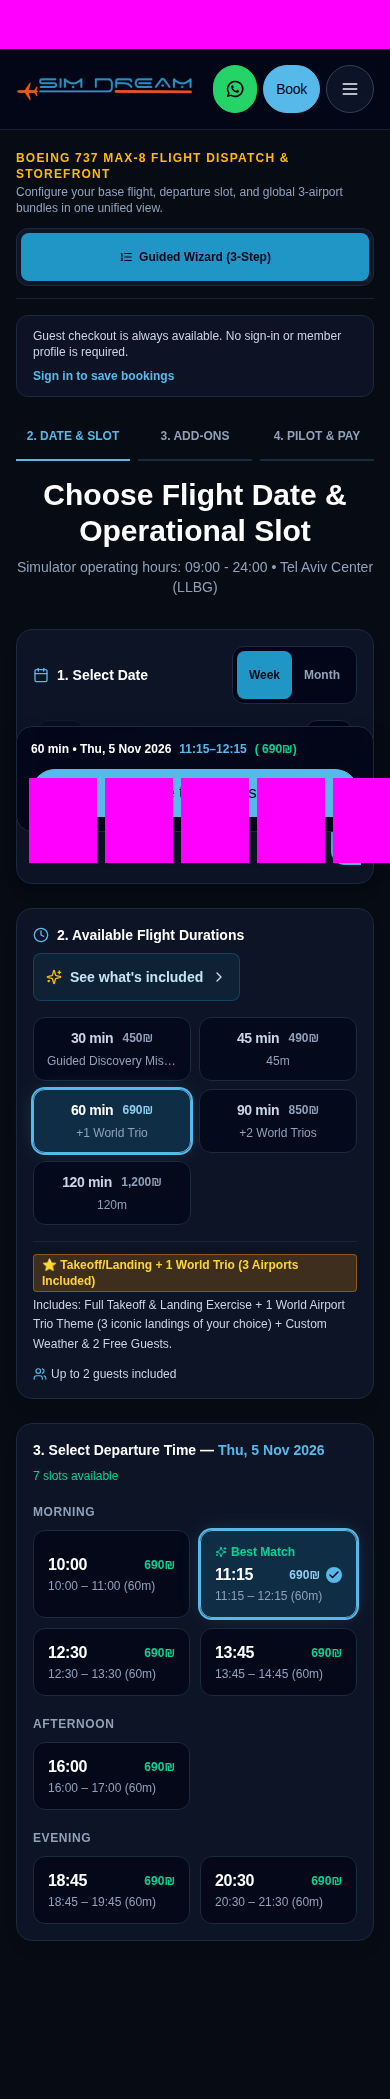 SIM DREAM
Book
BOEING 737 MAX-8 FLIGHT DISPATCH &
STOREFRONT
Configure your base flight, departure slot, and global 3-airport
bundles in one unified view.
Guided Wizard (3-Step)
Guest checkout is always available. No sign-in or member
profile is required.
Sign in to save bookings
2. DATE & SLOT
3. ADD-ONS
4. PILOT & PAY
Choose Flight Date &
Operational Slot
Simulator operating hours: 09:00 - 24:00 • Tel Aviv Center
(LLBG)
1. Select Date
Week
Month
60 min • Thu, 5 Nov 2026 11:15–12:15 ( 690₪)
2. Available Flight Durations
See what's included
30 min 450₪
Guided Discovery Mis…
45 min 490₪
45m
60 min 690₪
+1 World Trio
90 min 850₪
+2 World Trios
120 min 1,200₪
120m
⭐ Takeoff/Landing + 1 World Trio (3 Airports
Included)
Includes: Full Takeoff & Landing Exercise + 1 World Airport
Trio Theme (3 iconic landings of your choice) + Custom
Weather & 2 Free Guests.
Up to 2 guests included
3. Select Departure Time — Thu, 5 Nov 2026
7 slots available
MORNING
10:00 690₪
10:00 – 11:00 (60m)
Best Match
11:15 690₪
11:15 – 12:15 (60m)
12:30 690₪
12:30 – 13:30 (60m)
13:45 690₪
13:45 – 14:45 (60m)
AFTERNOON
16:00 690₪
16:00 – 17:00 (60m)
EVENING
18:45 690₪
18:45 – 19:45 (60m)
20:30 690₪
20:30 – 21:30 (60m)